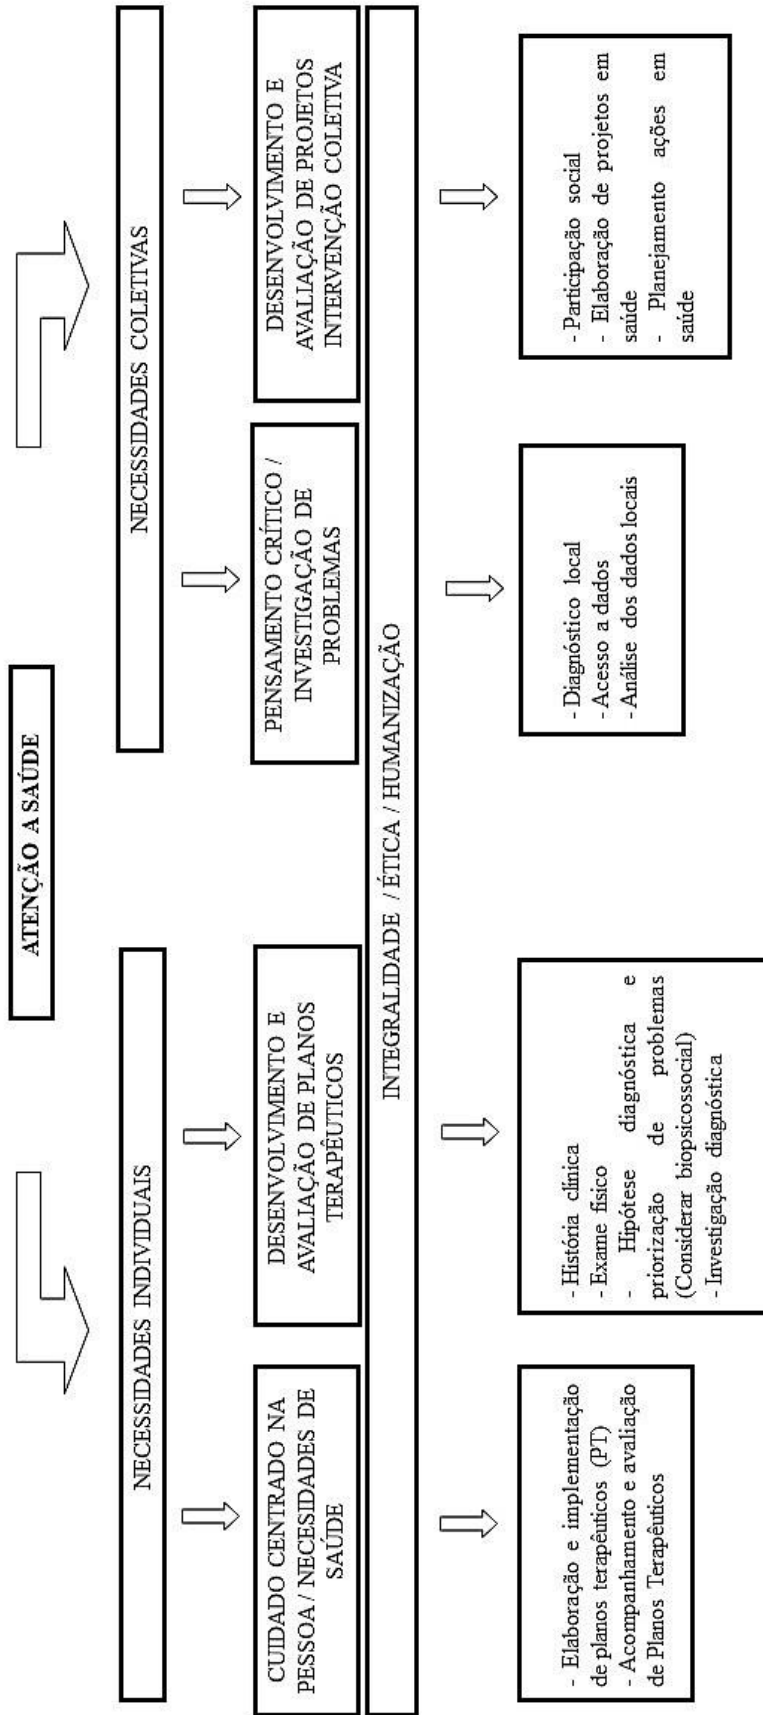 ATENÇÃO A SAÚDE
NECESSIDADES INDIVIDUAIS
NECESSIDADES COLETIVAS
CUIDADO CENTRADO NA
PESSOA / NECESIDADES DE
SAÚDE
DESENVOLVIMENTO E
AVALIAÇÃO DE PLANOS
TERAPÊUTICOS
PENSAMENTO CRÍTICO /
INVESTIGAÇÃO DE
PROBLEMAS
DESENVOLVIMENTO E
AVALIAÇÃO DE PROJETOS
INTERVENÇÃO COLETIVA
INTEGRALIDADE / ÉTICA / HUMANIZAÇÃO
- Elaboração e implementação
de planos terapêuticos (PT)
- Acompanhamento e avaliação
de Planos Terapêuticos
- História clínica
- Exame físico
- Hipótese diagnóstica e
priorização de problemas
(Considerar biopsicossocial)
- Investigação diagnóstica
- Diagnóstico local
- Acesso a dados
- Análise dos dados locais
- Participação social
- Elaboração de projetos em
saúde
- Planejamento ações em
saúde